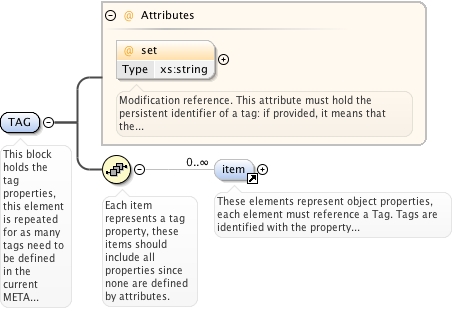 @ Attributes
@ set
Type xs:string
Modification reference. This attribute must hold the
persistent identifier of a tag: if provided, it means that
the...
TAG
This block
holds the
tag
properties,
this element
is repeated
for as many
tags need to
be defined
in the
current
META...
0..∞
item
Each item
represents a tag
property, these
items should
include all
properties since
none are defined
by attributes.
These elements represent object properties,
each element must reference a Tag. Tags are
identified with the property...